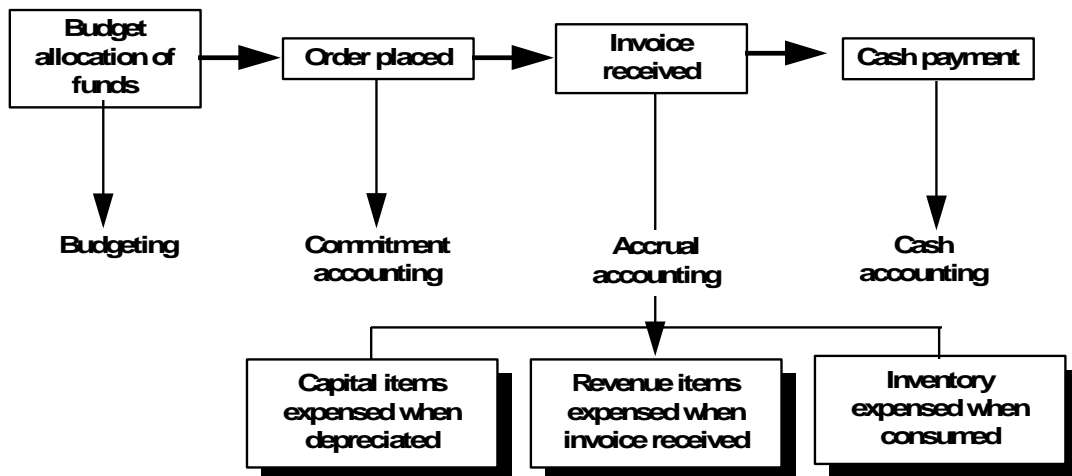 Budget
allocation of
funds
Order placed
Invoice
received
Cash payment
Budgeting
Commitment
accounting
Accrual
accounting
Cash
accounting
Capital items
expensed when
depreciated
Revenue items
expensed when
invoice received
Inventory
expensed when
consumed